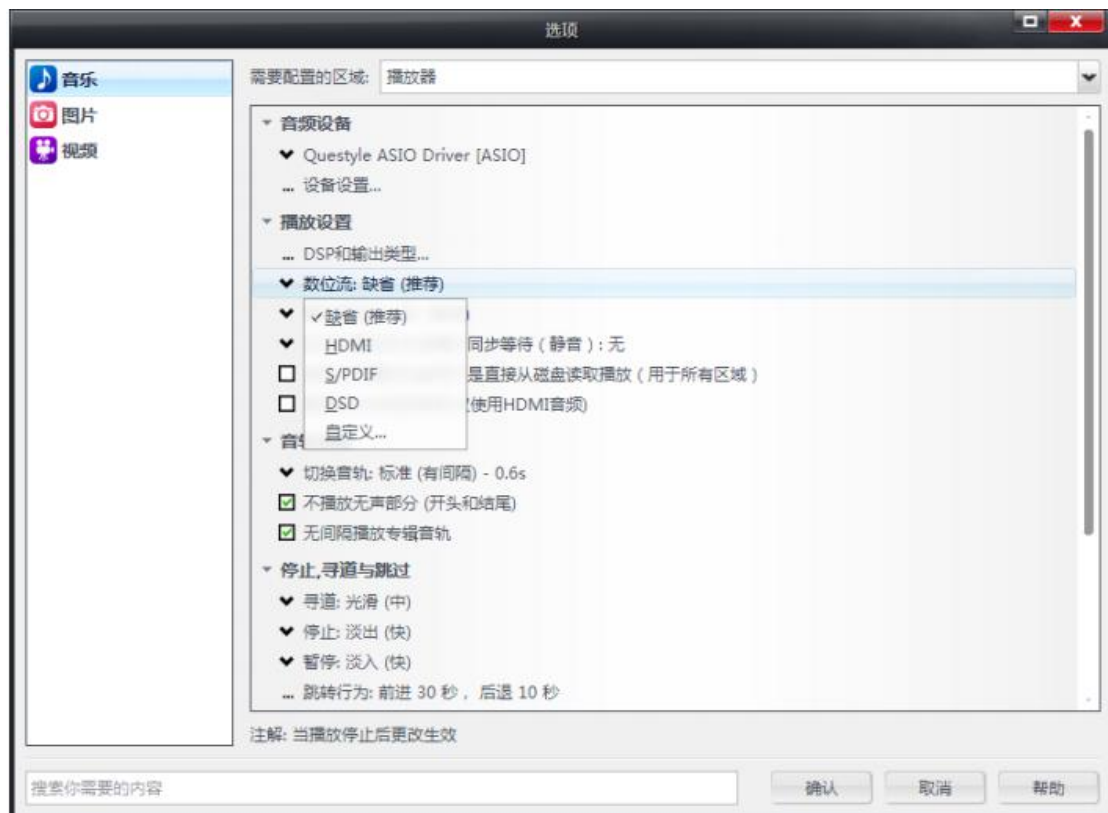 选项
音乐
图片
视频
需要配置的区域: 播放器
音频设备
Questyle ASIO Driver [ASIO]
... 设备设置...
播放设置
... DSP和输出类型...
数位流: 缺省 (推荐)
缺省 (推荐)
HDMI
S/PDIF
DSD
自定义...
同步等待 ( 静音 ) : 无
是直接从磁盘读取播放 ( 用于所有区域 )
使用HDMI音频)
音
切换音轨: 标准 (有间隔) - 0.6s
不播放无声部分 (开头和结尾)
无间隔播放专辑音轨
停止,寻道与跳过
寻道: 光滑 (中)
停止: 淡出 (快)
暂停: 淡入 (快)
... 跳转行为: 前进 30 秒 , 后退 10 秒
注解: 当播放停止后更改生效
搜索你需要的内容
确认
取消
帮助